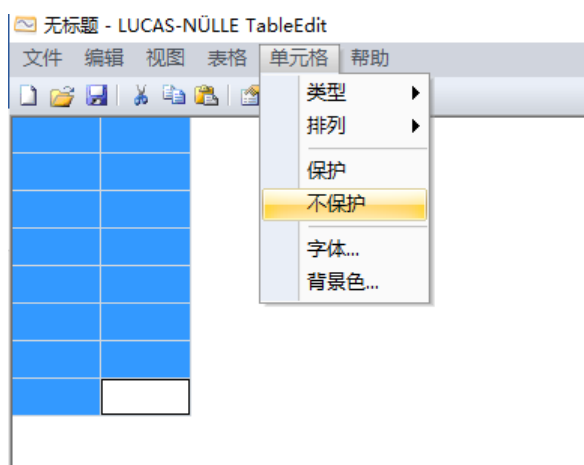 无标题 - LUCAS-NÜLLE TableEdit
文件 编辑 视图 表格 单元格 帮助
类型
排列
保护
不保护
字体...
背景色...